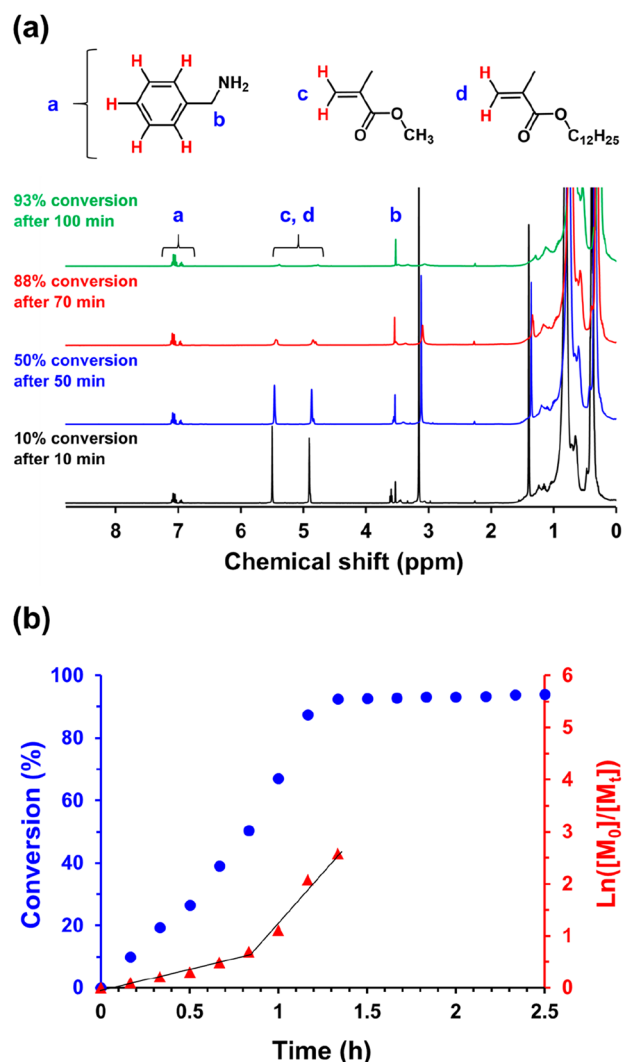 (a)
H H H H H NH₂ a b
H H c O O CH₃
H H d O O C₁₂H₂₅
93% conversion
after 100 min
a c, d b
88% conversion
after 70 min
50% conversion
after 50 min
10% conversion
after 10 min
8 7 6 5 4 3 2 1 0
Chemical shift (ppm)
(b)
100 80 60 40 20 0
Conversion (%)
6 5 4 3 2 1 0
Ln([M₀]/[Mₜ])
0 0.5 1 1.5 2 2.5
Time (h)